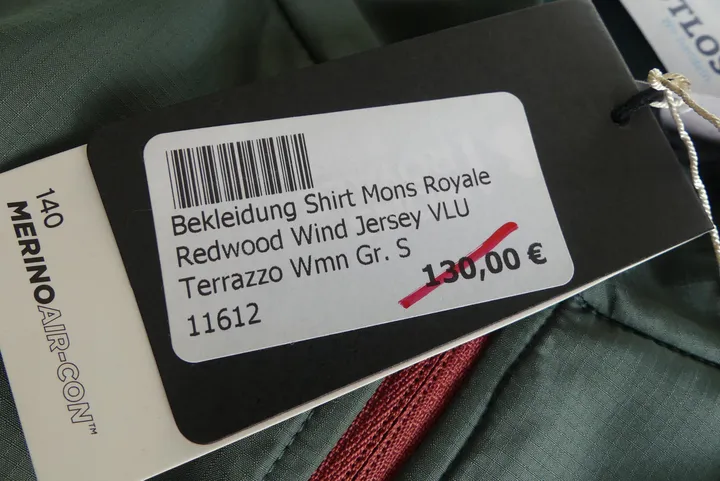 Bekleidung Shirt Mons Royale
Redwood Wind Jersey VLU
Terrazzo Wmn Gr. S
130,00 €
11612
140
MERINOAIR-CON™